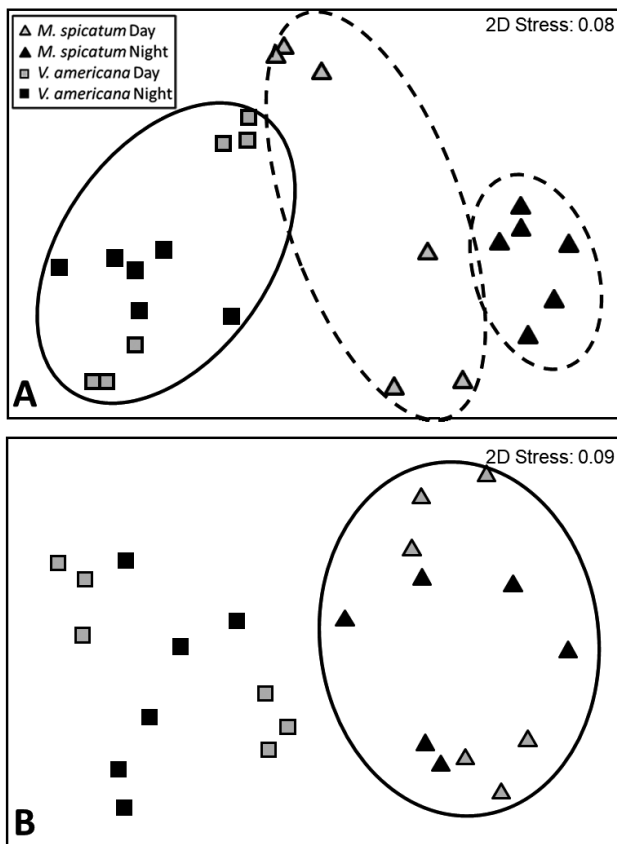 M. spicatum Day
M. spicatum Night
V. americana Day
V. americana Night
2D Stress: 0.08
A
2D Stress: 0.09
B